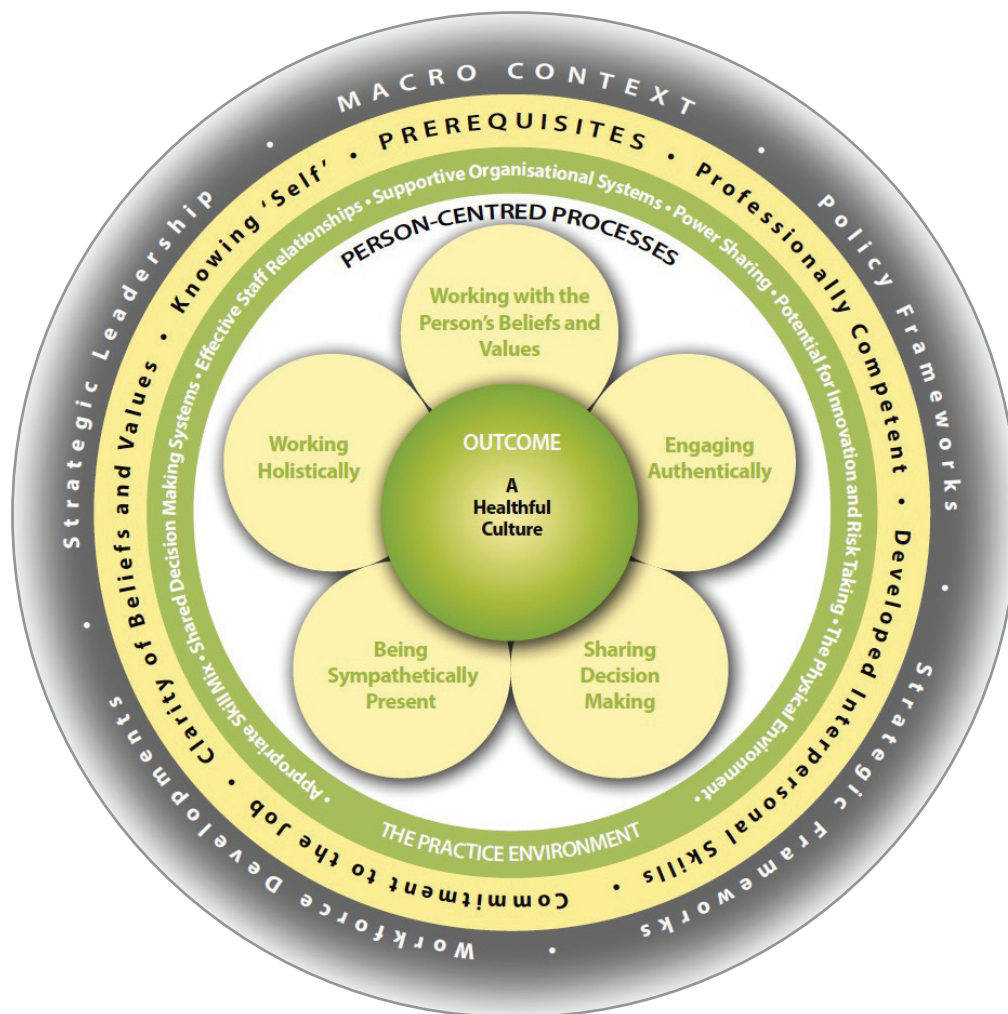 MACRO CONTEXT • Policy Frameworks • Strategic Frameworks • Workforce Developments • Strategic Leadership •
PREREQUISITES • Professionally Competent • Developed Interpersonal Skills • Commitment to the Job • Clarity of Beliefs and Values • Knowing ‘Self’ •
THE PRACTICE ENVIRONMENT
• Appropriate Skill Mix • Shared Decision Making Systems • Effective Staff Relationships • Supportive Organisational Systems • Power Sharing • Potential for Innovation and Risk Taking • The Physical Environment •
PERSON-CENTRED PROCESSES
Working with the
Person’s Beliefs and
Values
Engaging
Authentically
Sharing
Decision
Making
Being
Sympathetically
Present
Working
Holistically
OUTCOME
A
Healthful
Culture